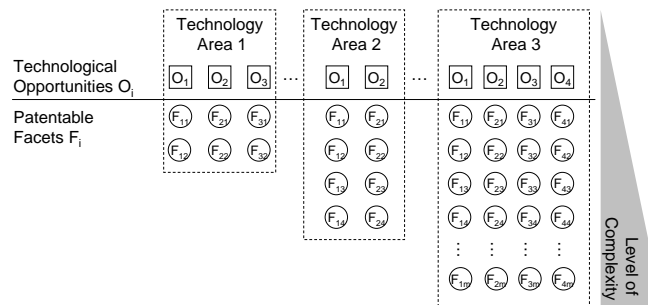 Technology Area 1
Technology Area 2
Technology Area 3
Technological Opportunities Oi
O1 O2 O3 ... O1 O2 ... O1 O2 O3 O4
Patentable Facets Fi
F11 F21 F31 F11 F21 F11 F21 F31 F41
F12 F22 F32 F12 F22 F12 F22 F32 F42
F13 F23 F13 F23 F33 F43
F14 F24 F14 F24 F34 F44
F1m F2m F3m F4m
Level of Complexity